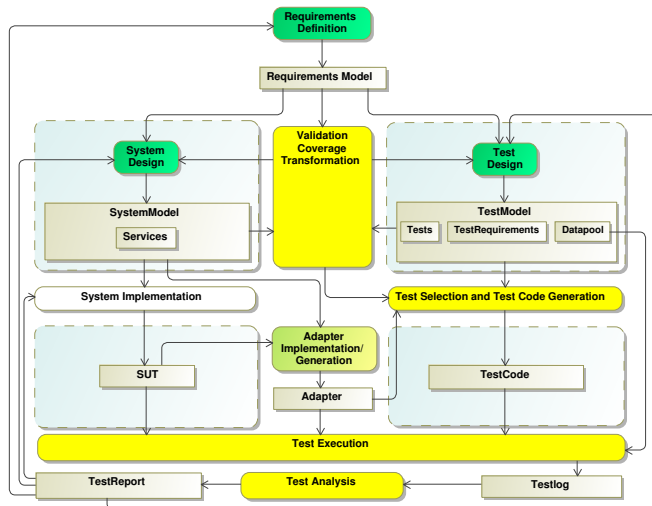 Requirements
Definition
Requirements Model
System
Design
Validation
Coverage
Transformation
Test
Design
SystemModel
Services
TestModel
Tests
TestRequirements
Datapool
System Implementation
Test Selection and Test Code Generation
Adapter
Implementation/
Generation
SUT
TestCode
Adapter
Test Execution
TestReport
Test Analysis
Testlog